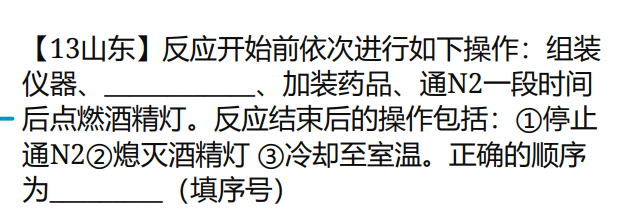 【13山东】反应开始前依次进行如下操作：组装
仪器、____________、加装药品、通N2一段时间
后点燃酒精灯。反应结束后的操作包括：①停止
通N2②熄灭酒精灯 ③冷却至室温。正确的顺序
为_________（填序号）